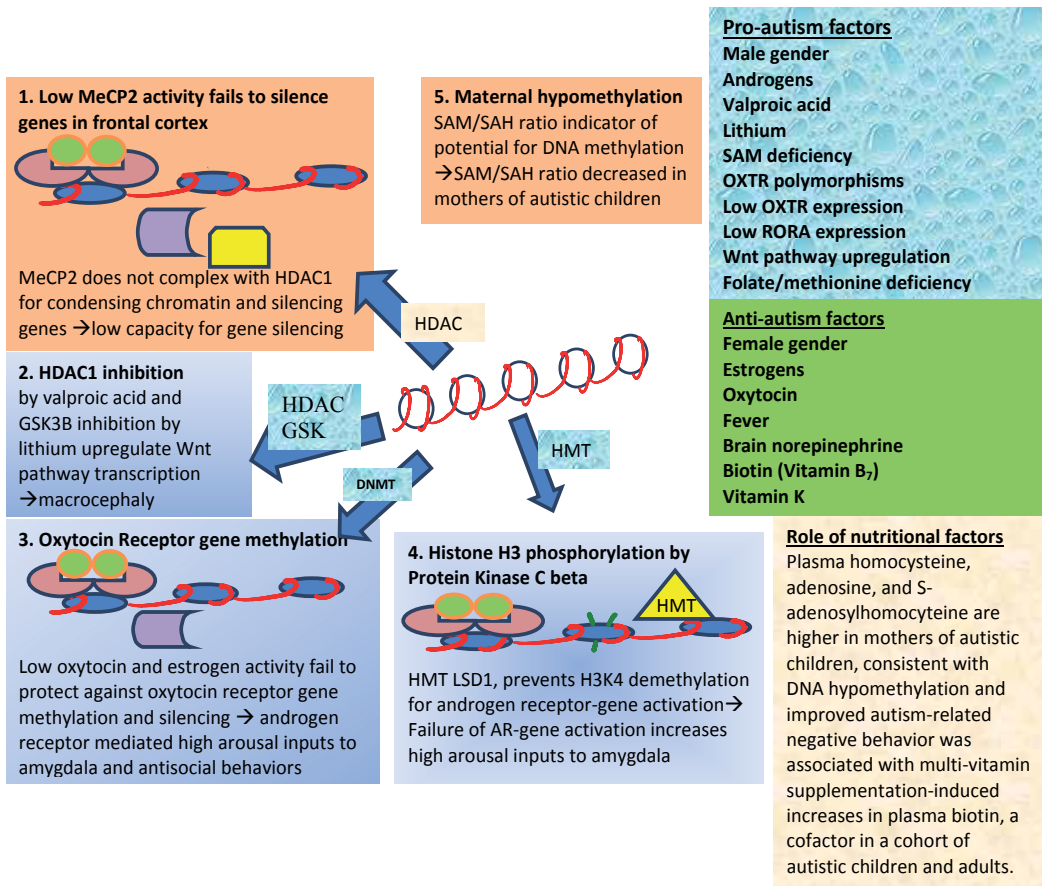 1. Low MeCP2 activity fails to silence
genes in frontal cortex
MeCP2 does not complex with HDAC1
for condensing chromatin and silencing
genes →low capacity for gene silencing
5. Maternal hypomethylation
SAM/SAH ratio indicator of
potential for DNA methylation
→SAM/SAH ratio decreased in
mothers of autistic children
Pro-autism factors
Male gender
Androgens
Valproic acid
Lithium
SAM deficiency
OXTR polymorphisms
Low OXTR expression
Low RORA expression
Wnt pathway upregulation
Folate/methionine deficiency
Anti-autism factors
Female gender
Estrogens
Oxytocin
Fever
Brain norepinephrine
Biotin (Vitamin B₇)
Vitamin K
HDAC
2. HDAC1 inhibition
by valproic acid and
GSK3B inhibition by
lithium upregulate Wnt
pathway transcription
→macrocephaly
HDAC
GSK
DNMT
HMT
3. Oxytocin Receptor gene methylation
Low oxytocin and estrogen activity fail to
protect against oxytocin receptor gene
methylation and silencing → androgen
receptor mediated high arousal inputs to
amygdala and antisocial behaviors
4. Histone H3 phosphorylation by
Protein Kinase C beta
HMT
HMT LSD1, prevents H3K4 demethylation
for androgen receptor-gene activation→
Failure of AR-gene activation increases
high arousal inputs to amygdala
Role of nutritional factors
Plasma homocysteine,
adenosine, and S-
adenosylhomocyteine are
higher in mothers of autistic
children, consistent with
DNA hypomethylation and
improved autism-related
negative behavior was
associated with multi-vitamin
supplementation-induced
increases in plasma biotin, a
cofactor in a cohort of
autistic children and adults.